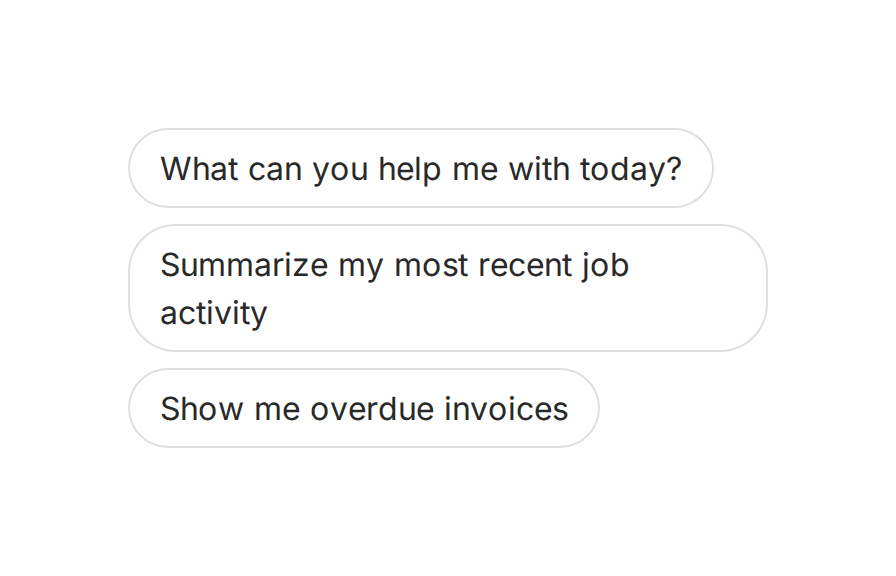 What can you help me with today?
Summarize my most recent job
activity
Show me overdue invoices